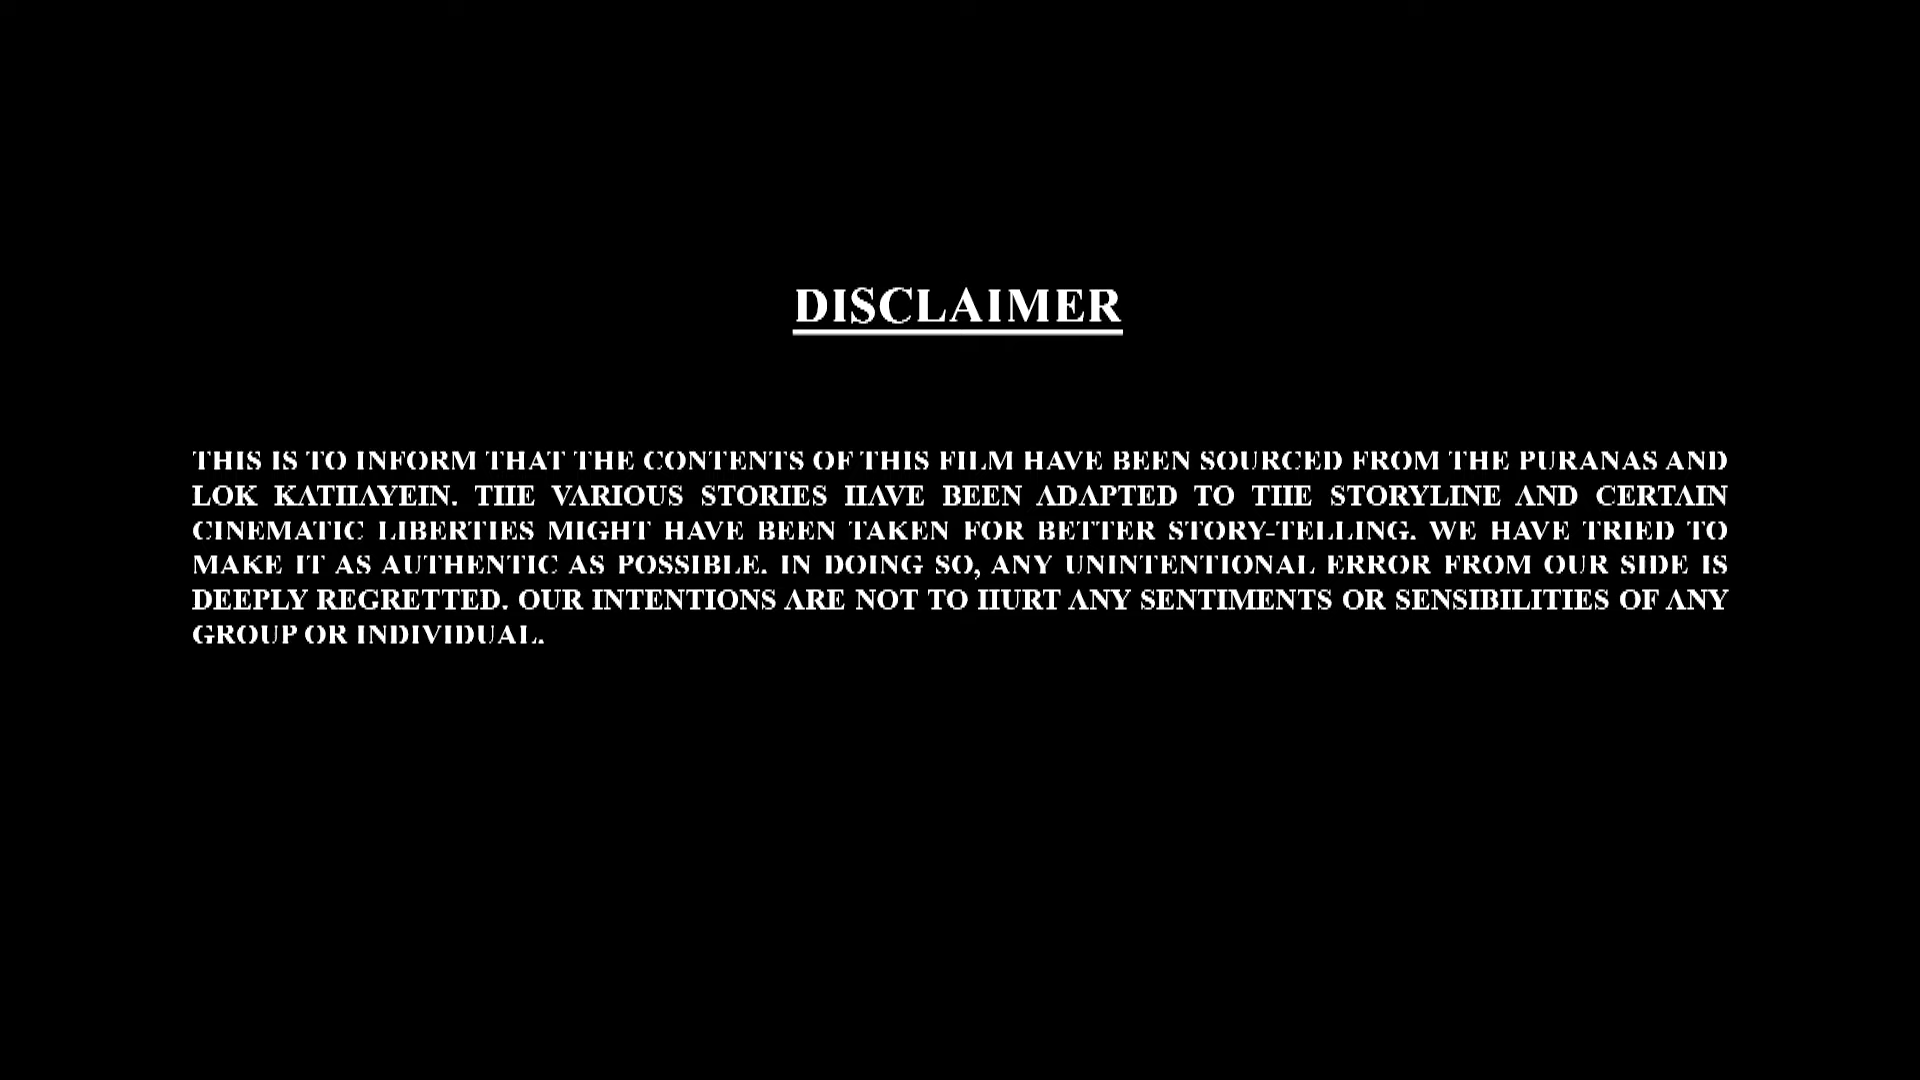 DISCLAIMER
THIS IS TO INFORM THAT THE CONTENTS OF THIS FILM HAVE BEEN SOURCED FROM THE PURANAS AND
LOK KATHAYEIN. THE VARIOUS STORIES HAVE BEEN ADAPTED TO THE STORYLINE AND CERTAIN
CINEMATIC LIBERTIES MIGHT HAVE BEEN TAKEN FOR BETTER STORY-TELLING. WE HAVE TRIED TO
MAKE IT AS AUTHENTIC AS POSSIBLE. IN DOING SO, ANY UNINTENTIONAL ERROR FROM OUR SIDE IS
DEEPLY REGRETTED. OUR INTENTIONS ARE NOT TO HURT ANY SENTIMENTS OR SENSIBILITIES OF ANY
GROUP OR INDIVIDUAL.